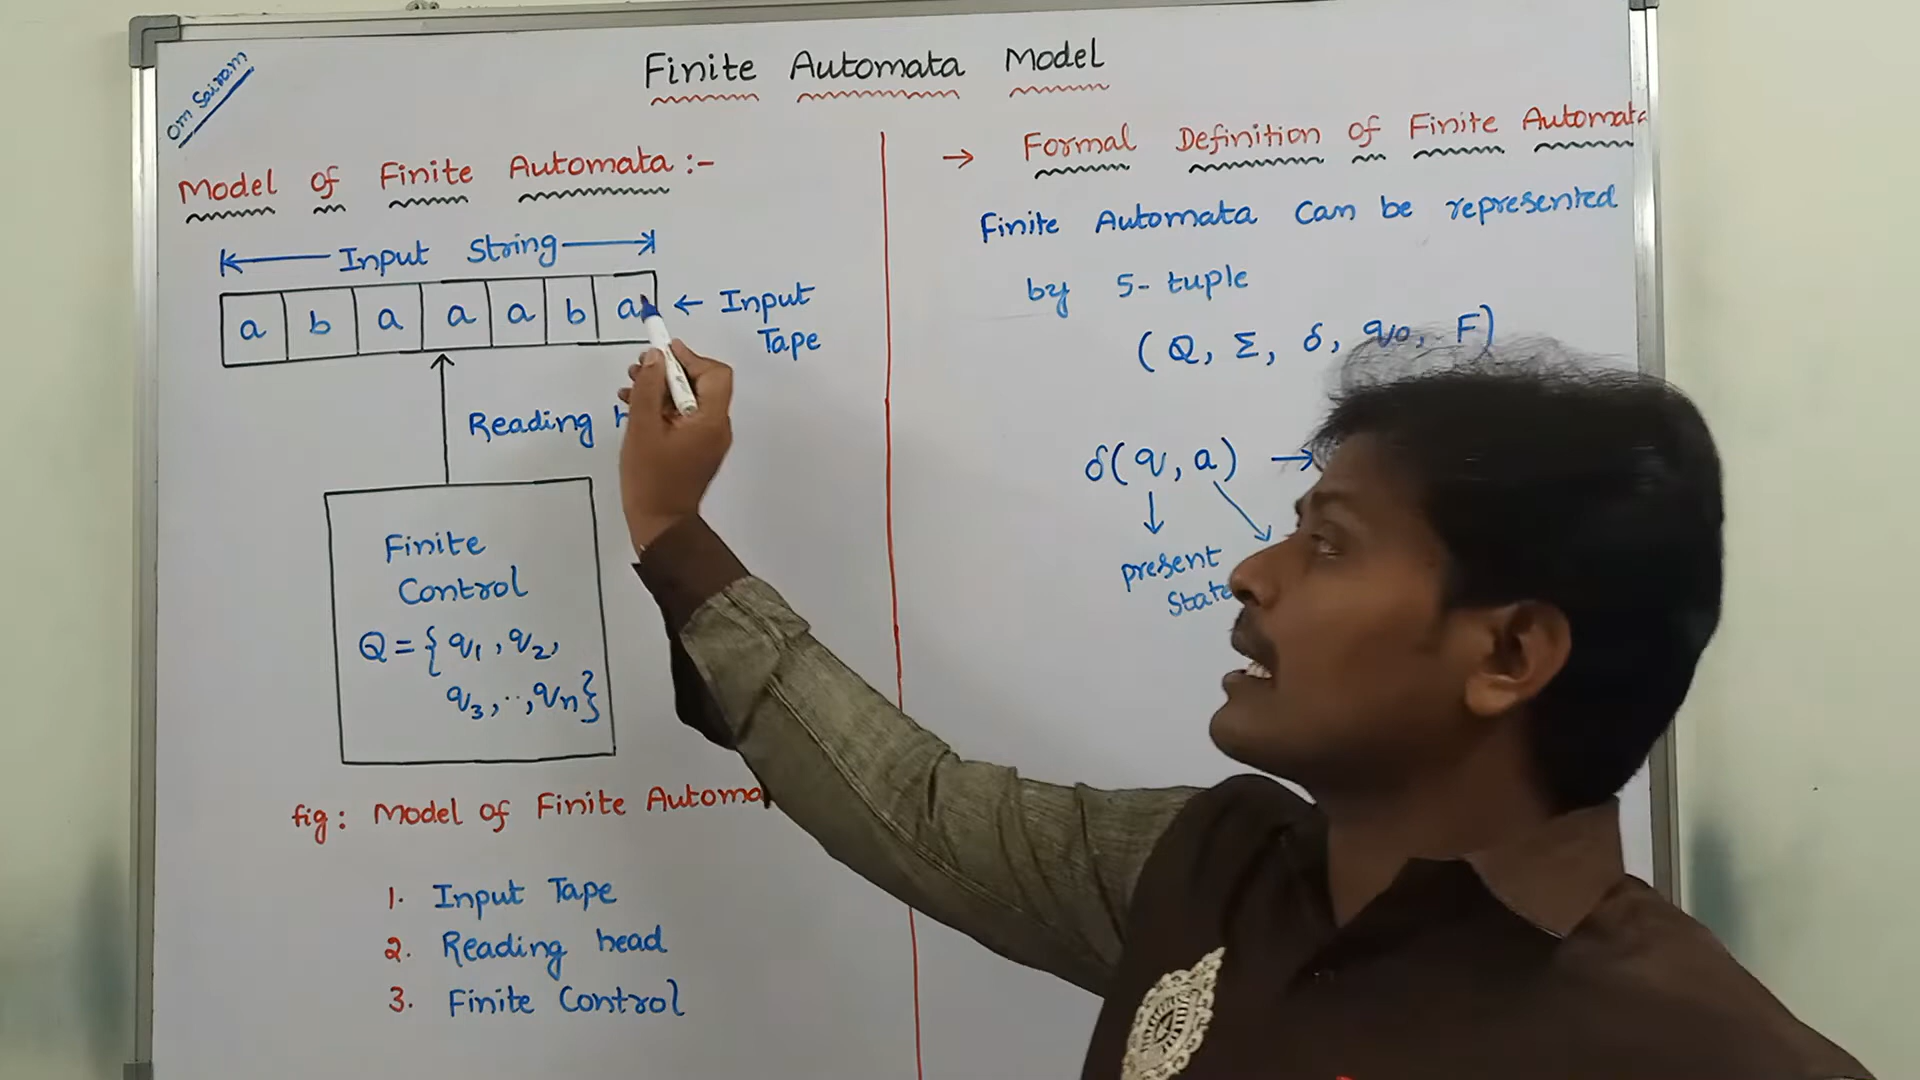 Om Sairam
Finite Automata Model
Model of Finite Automata :-
Input String
a b a a a b a
← Input
Tape
Reading
Finite
Control
Q = { q1, q2,
q3, .., qn}
fig: Model of Finite Automa
1. Input Tape
2. Reading head
3. Finite Control
→ Formal Definition of Finite Automata
Finite Automata Can be represented
by 5-tuple
(Q, Σ, δ, q0, F)
δ(q, a) →
present
State